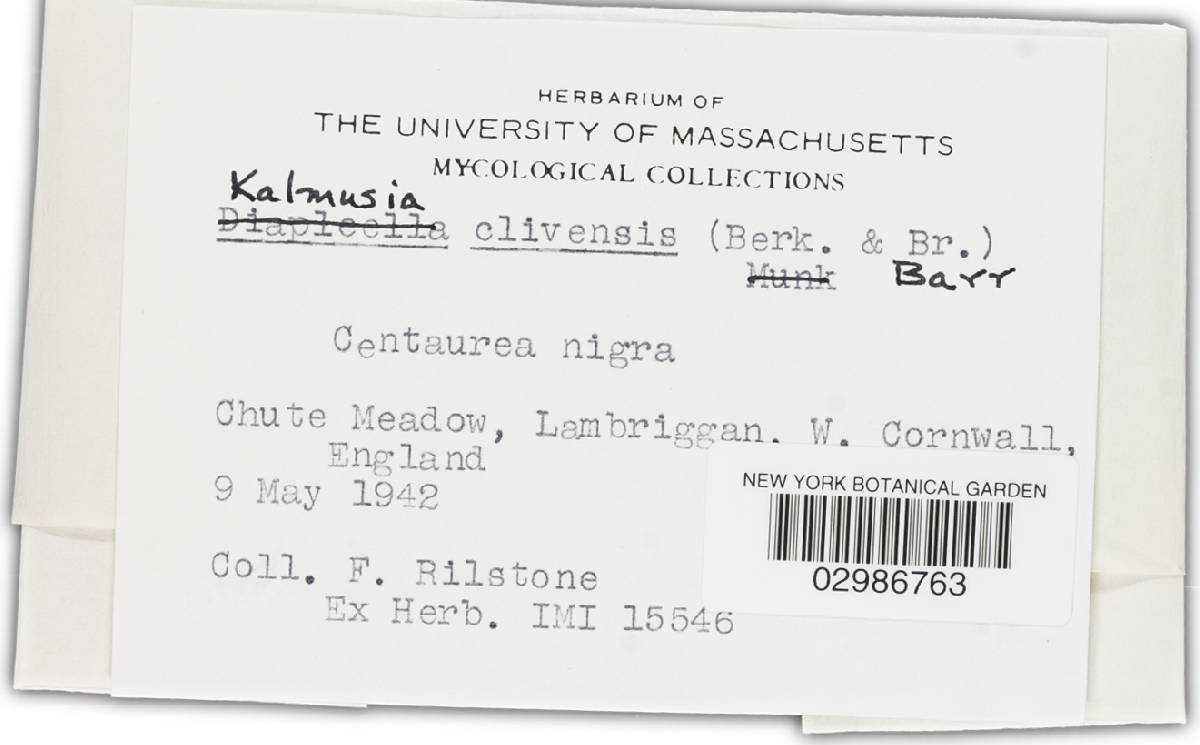 HERBARIUM OF
THE UNIVERSITY OF MASSACHUSETTS
MYCOLOGICAL COLLECTIONS
Kalmusia
Diapleella clivensis (Berk. & Br.)
Munk Barr
Centaurea nigra
Chute Meadow, Lambriggan. W. Cornwall,
England
9 May 1942
NEW YORK BOTANICAL GARDEN
02986763
Coll. F. Rilstone
Ex Herb. IMI 15546